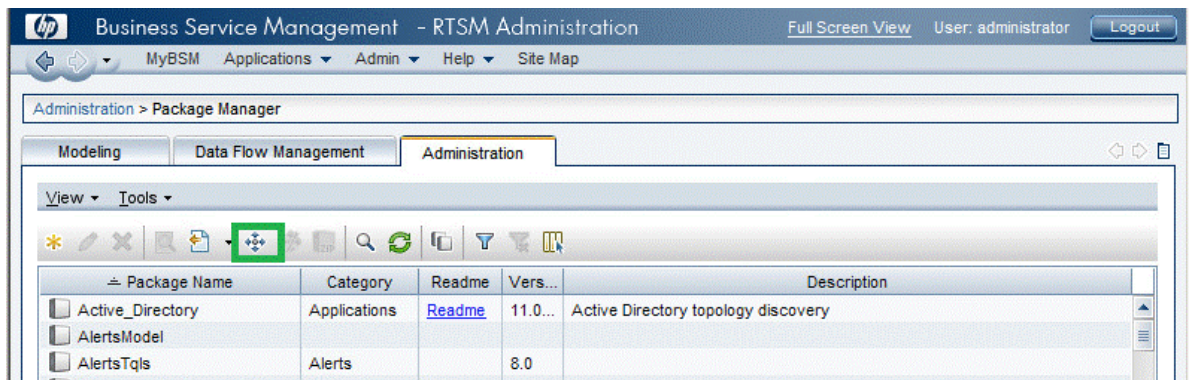 hp Business Service Management - RTSM Administration Full Screen View User: administrator Logout
MyBSM Applications Admin Help Site Map
Administration > Package Manager
Modeling Data Flow Management Administration
View Tools
Package Name Category Readme Vers... Description
Active_Directory Applications Readme 11.0... Active Directory topology discovery
AlertsModel
AlertsTqls Alerts 8.0